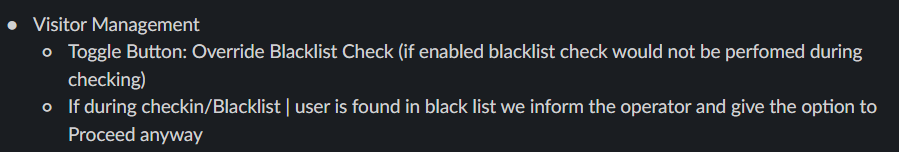 ● Visitor Management
○ Toggle Button: Override Blacklist Check (if enabled blacklist check would not be perfomed during
checking)
○ If during checkin/Blacklist | user is found in black list we inform the operator and give the option to
Proceed anyway